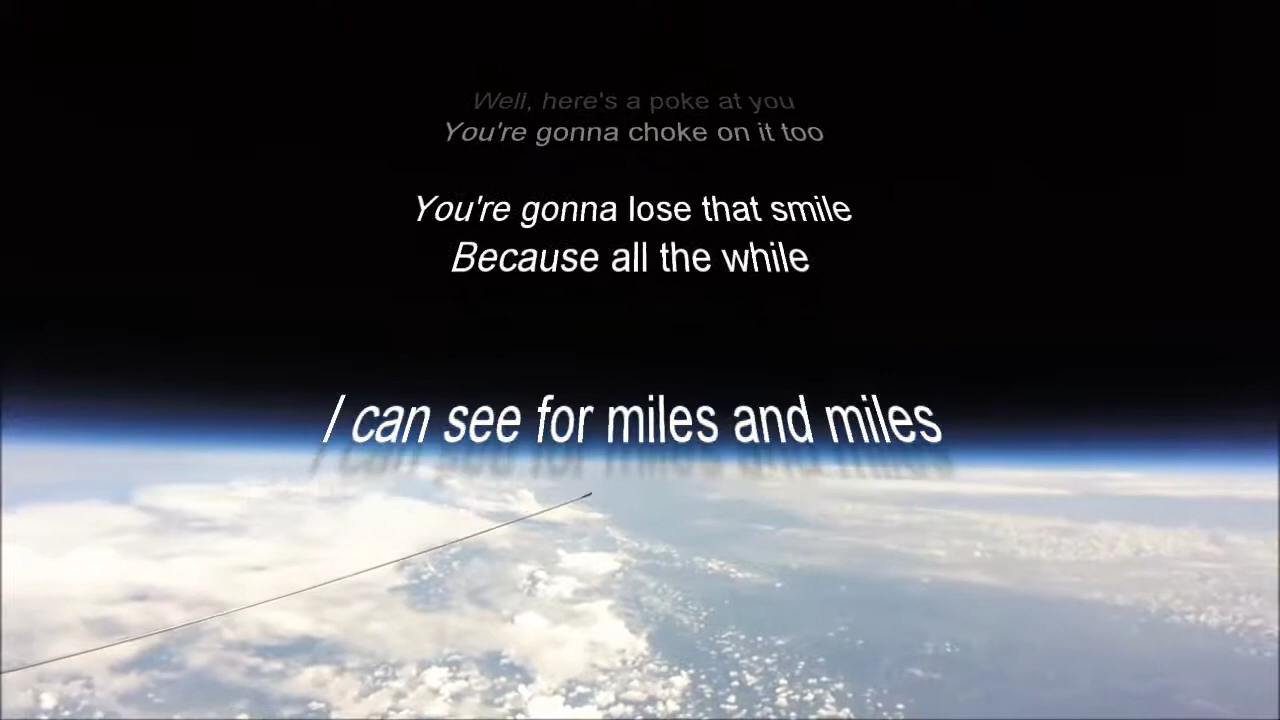 Well, here's a poke at you
You're gonna choke on it too
You're gonna lose that smile
Because all the while
I can see for miles and miles